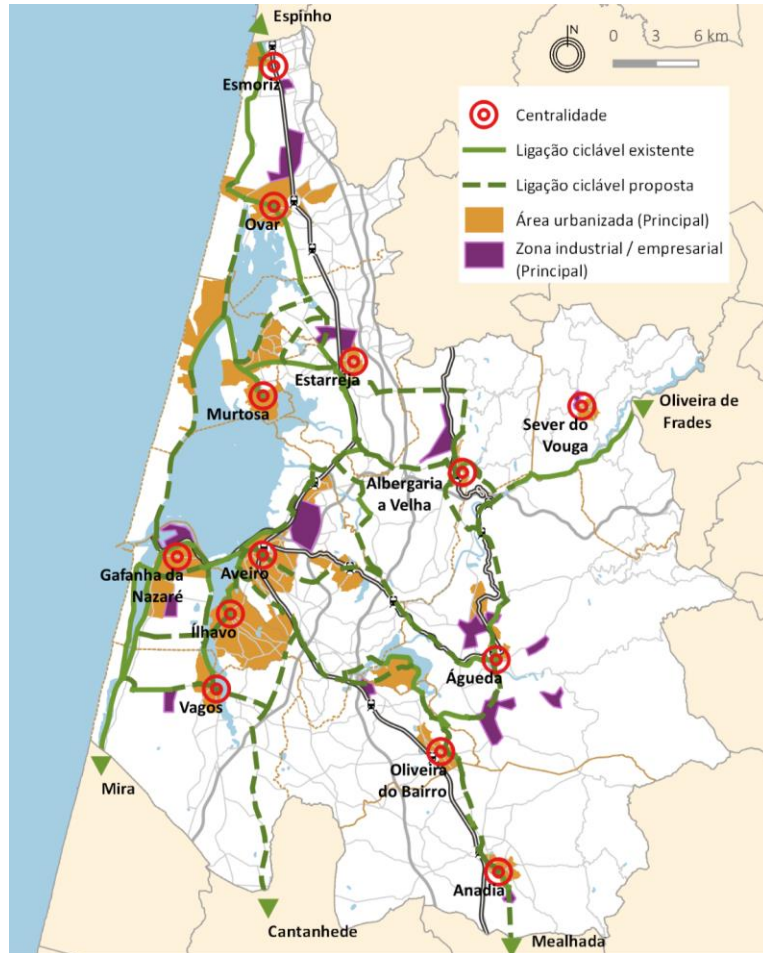 Espinho
N
0 3 6 km
Esmoriz
Centralidade
Ligação ciclável existente
Ligação ciclável proposta
Área urbanizada (Principal)
Zona industrial / empresarial
(Principal)
Ovar
Estarreja
Murtosa
Sever do
Vouga
Oliveira de
Frades
Albergaria
a Velha
Gafanha da
Nazaré
Aveiro
Ílhavo
Águeda
Vagos
Oliveira
do Bairro
Mira
Anadia
Cantanhede
Mealhada